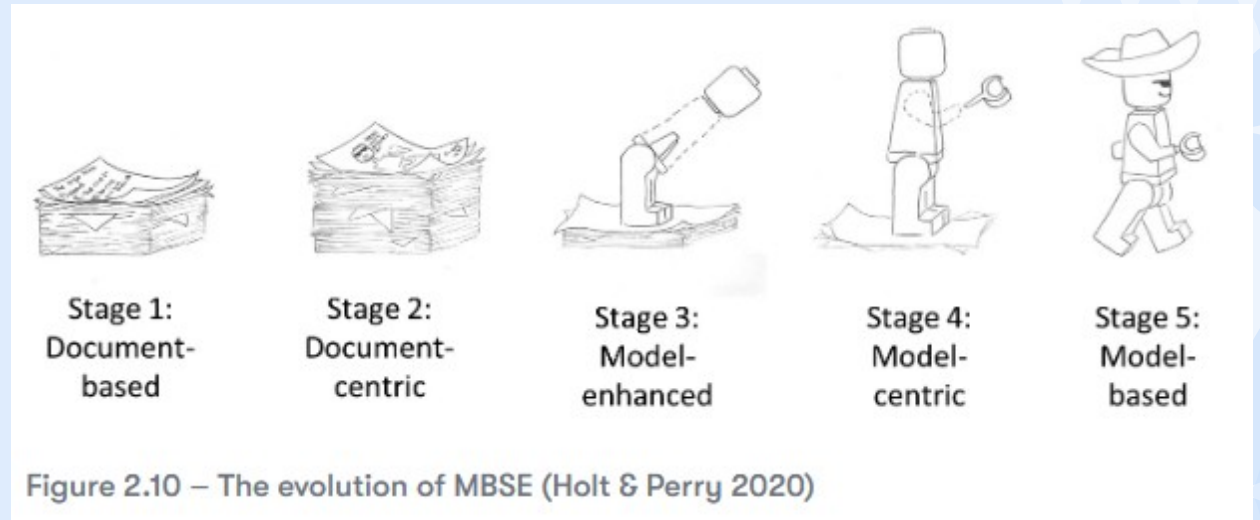 Stage 1:
Document-
based
Stage 2:
Document-
centric
Stage 3:
Model-
enhanced
Stage 4:
Model-
centric
Stage 5:
Model-
based
Figure 2.10 – The evolution of MBSE (Holt & Perry 2020)